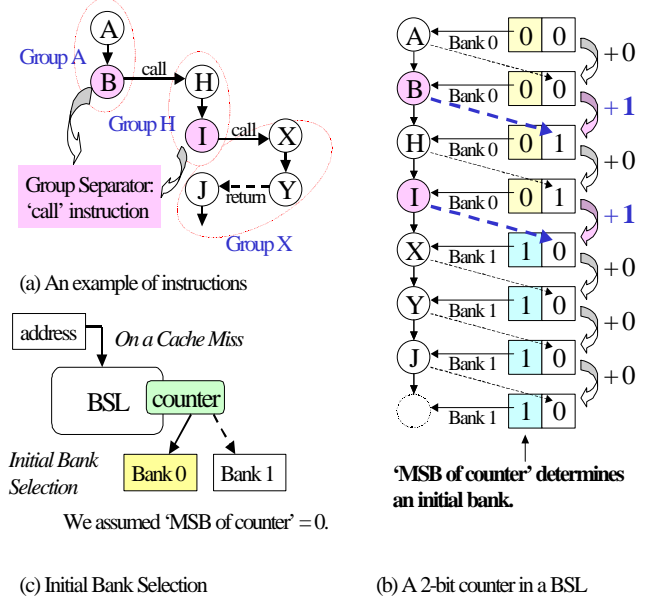 A
Group A
B
call
H
Group H
I
call
X
Group Separator:
'call' instruction
J
return
Y
Group X
(a) An example of instructions
address
On a Cache Miss
BSL
counter
Initial Bank
Selection
Bank 0
Bank 1
We assumed 'MSB of counter' = 0.
(c) Initial Bank Selection
A
Bank 0
0 0
+0
B
Bank 0
0 0
+1
H
Bank 0
0 1
+0
I
Bank 0
0 1
+1
X
Bank 1
1 0
+0
Y
Bank 1
1 0
+0
J
Bank 1
1 0
+0
Bank 1
1 0
'MSB of counter' determines
an initial bank.
(b) A 2-bit counter in a BSL